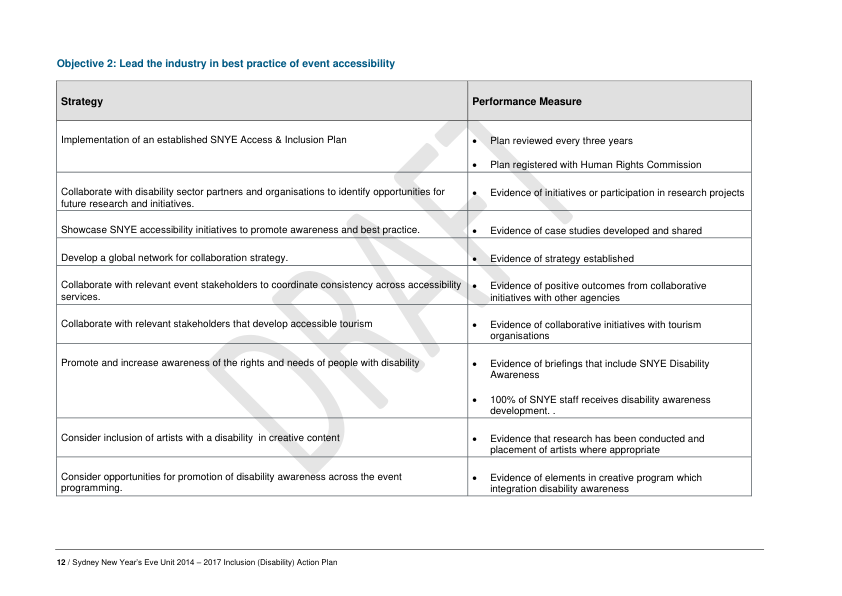 Objective 2: Lead the industry in best practice of event accessibility
Strategy
Performance Measure
Implementation of an established SNYE Access & Inclusion Plan
• Plan reviewed every three years
• Plan registered with Human Rights Commission
Collaborate with disability sector partners and organisations to identify opportunities for
future research and initiatives.
• Evidence of initiatives or participation in research projects
Showcase SNYE accessibility initiatives to promote awareness and best practice.
• Evidence of case studies developed and shared
Develop a global network for collaboration strategy.
• Evidence of strategy established
Collaborate with relevant event stakeholders to coordinate consistency across accessibility
services.
• Evidence of positive outcomes from collaborative
initiatives with other agencies
Collaborate with relevant stakeholders that develop accessible tourism
• Evidence of collaborative initiatives with tourism
organisations
Promote and increase awareness of the rights and needs of people with disability
• Evidence of briefings that include SNYE Disability
Awareness
• 100% of SNYE staff receives disability awareness
development. .
Consider inclusion of artists with a disability  in creative content
• Evidence that research has been conducted and
placement of artists where appropriate
Consider opportunities for promotion of disability awareness across the event
programming.
• Evidence of elements in creative program which
integration disability awareness
DRAFT
12 / Sydney New Year's Eve Unit 2014 – 2017 Inclusion (Disability) Action Plan